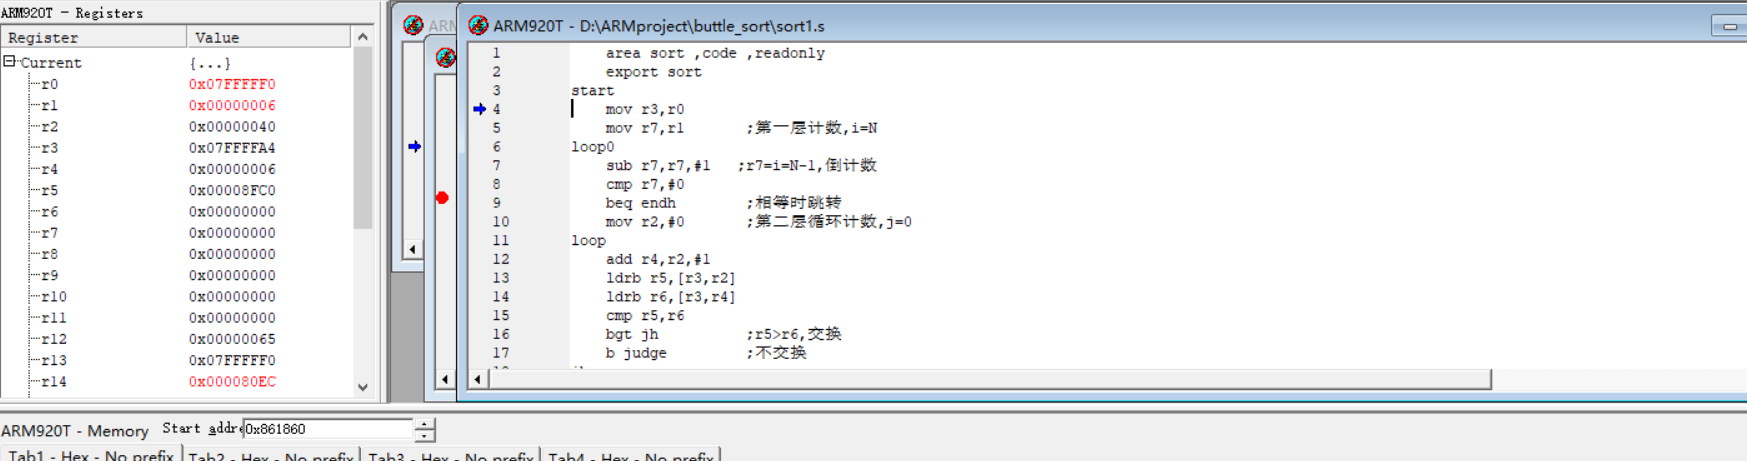 ARM920T - Registers
Register Value
Current {...}
r0 0x07FFFFF0
r1 0x00000006
r2 0x00000040
r3 0x07FFFFA4
r4 0x00000006
r5 0x00008FC0
r6 0x00000000
r7 0x00000000
r8 0x00000000
r9 0x00000000
r10 0x00000000
r11 0x00000000
r12 0x00000065
r13 0x07FFFFF0
r14 0x000080EC
ARM
ARM920T - D:\ARMproject\buttle_sort\sort1.s
1 area sort ,code ,readonly
2 export sort
3 start
4 mov r3,r0
5 mov r7,r1 ;第一层计数,i=N
6 loop0
7 sub r7,r7,#1 ;r7=i=N-1,倒计数
8 cmp r7,#0
9 beq endh ;相等时跳转
10 mov r2,#0 ;第二层循环计数,j=0
11 loop
12 add r4,r2,#1
13 ldrb r5,[r3,r2]
14 ldrb r6,[r3,r4]
15 cmp r5,r6
16 bgt jh ;r5>r6,交换
17 b judge ;不交换
ARM920T - Memory Start addre 0x861860
Tab1 - Hex - No prefix Tab2 - Hex - No prefix Tab3 - Hex - No prefix Tab4 - Hex - No prefix